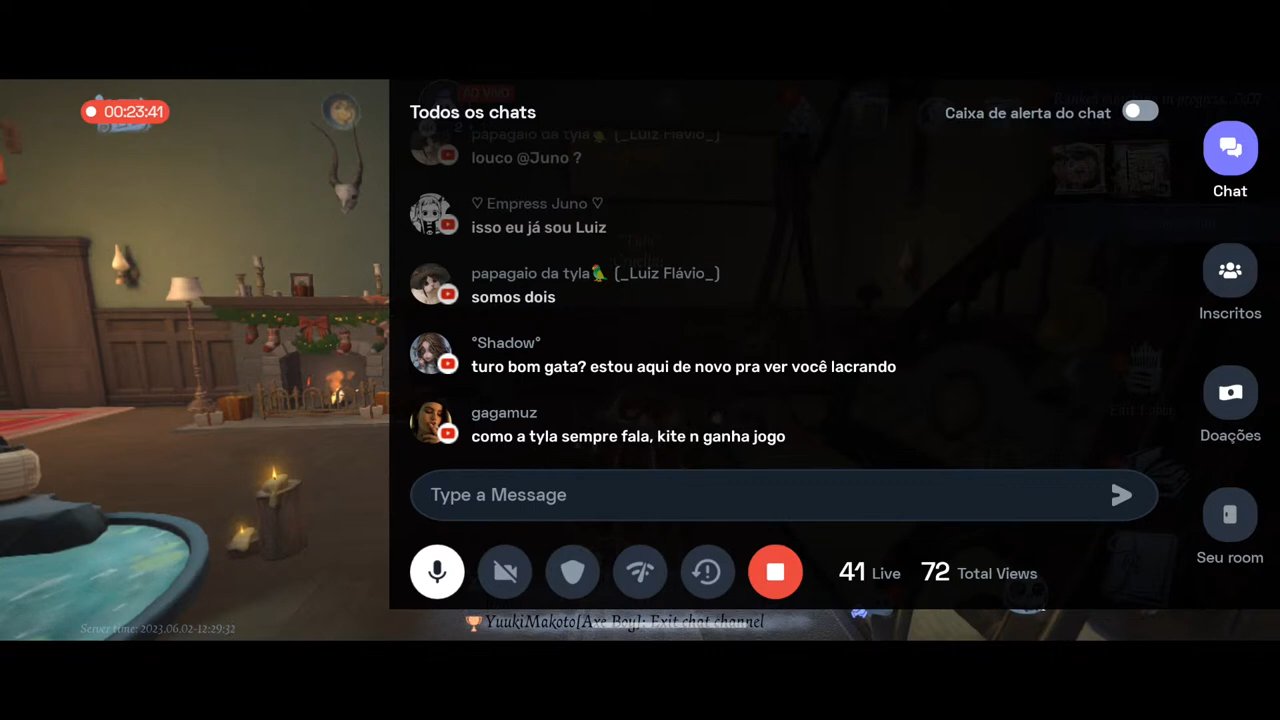 00:23:41
AO VIVO
Todos os chats
Caixa de alerta do chat
papagaio da tyla🦜 (_Luiz Flávio_)
louco @Juno ?
Chat
♡ Empress Juno ♡
isso eu já sou Luiz
papagaio da tyla🦜 (_Luiz Flávio_)
somos dois
Inscritos
°Shadow°
turo bom gata? estou aqui de novo pra ver você lacrando
gagamuz
como a tyla sempre fala, kite n ganha jogo
Doações
Type a Message
Seu room
41 Live 72 Total Views
YuukiMakoto[Axe Boy]: Exit chat channel
Server time: 2023.06.02-12:29:32